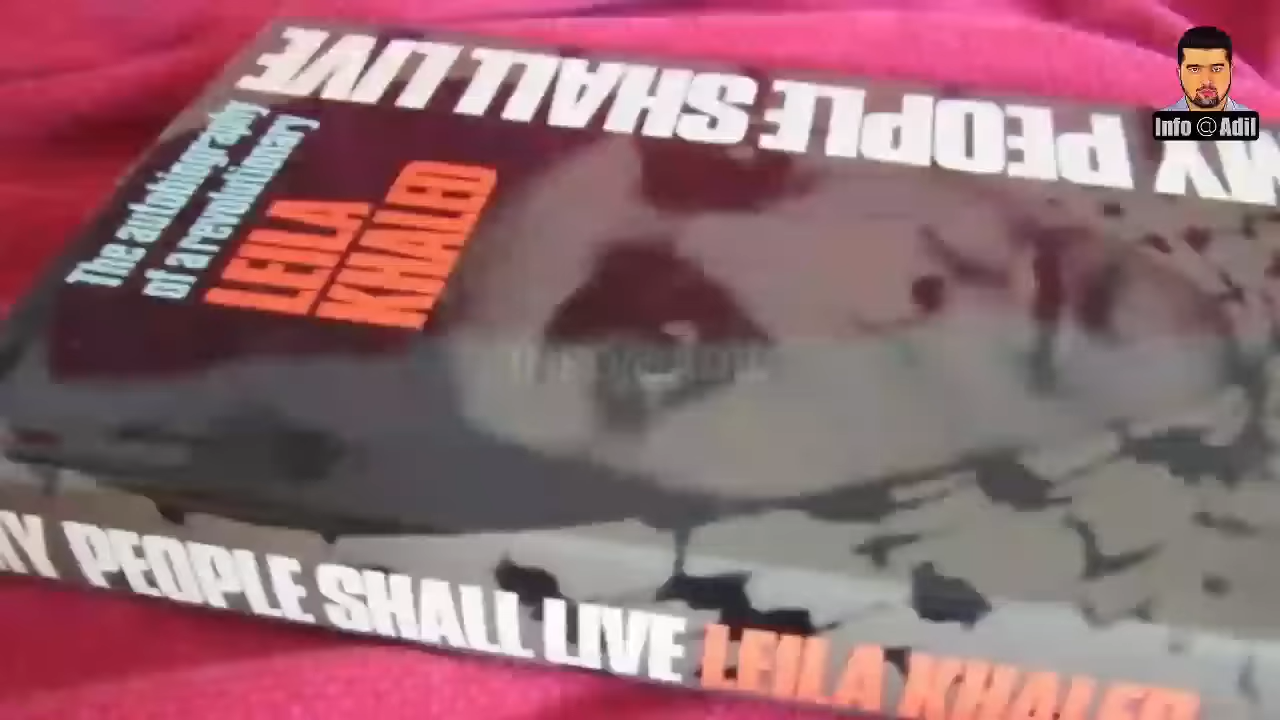 MY PEOPLE SHALL LIVE
The autobiography
of a revolutionary
LEILA
KHALED
MY PEOPLE SHALL LIVE LEILA KHALED
Info @ Adil